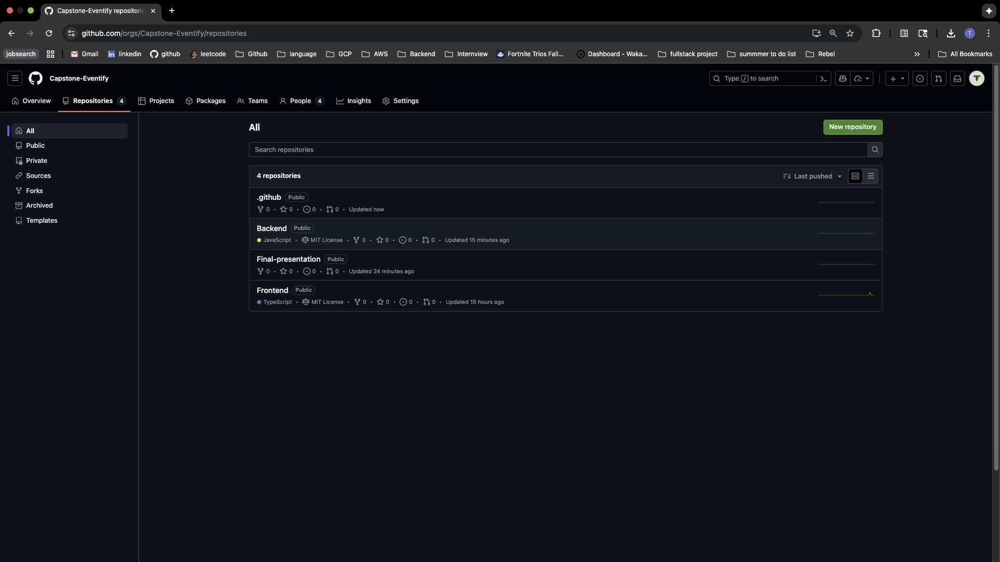 Capstone-Eventify repositorie
github.com/orgs/Capstone-Eventify/repositories
T
jobsearch Gmail linkedin github leetcode Github language GCP AWS Backend Internview Fortnite Trios Fall... Dashboard - Waka... fullstack project summmer to do list Rebel All Bookmarks
Capstone-Eventify
Type / to search
Overview Repositories 4 Projects Packages Teams People 4 Insights Settings
All
Public
Private
Sources
Forks
Archived
Templates
All
New repository
Search repositories
4 repositories
Last pushed
.github Public
0 · 0 · 0 · 0 · Updated now
Backend Public
JavaScript · MIT License · 0 · 0 · 0 · 0 · Updated 15 minutes ago
Final-presentation Public
0 · 0 · 0 · 0 · Updated 24 minutes ago
Frontend Public
TypeScript · MIT License · 0 · 0 · 0 · 0 · Updated 15 hours ago